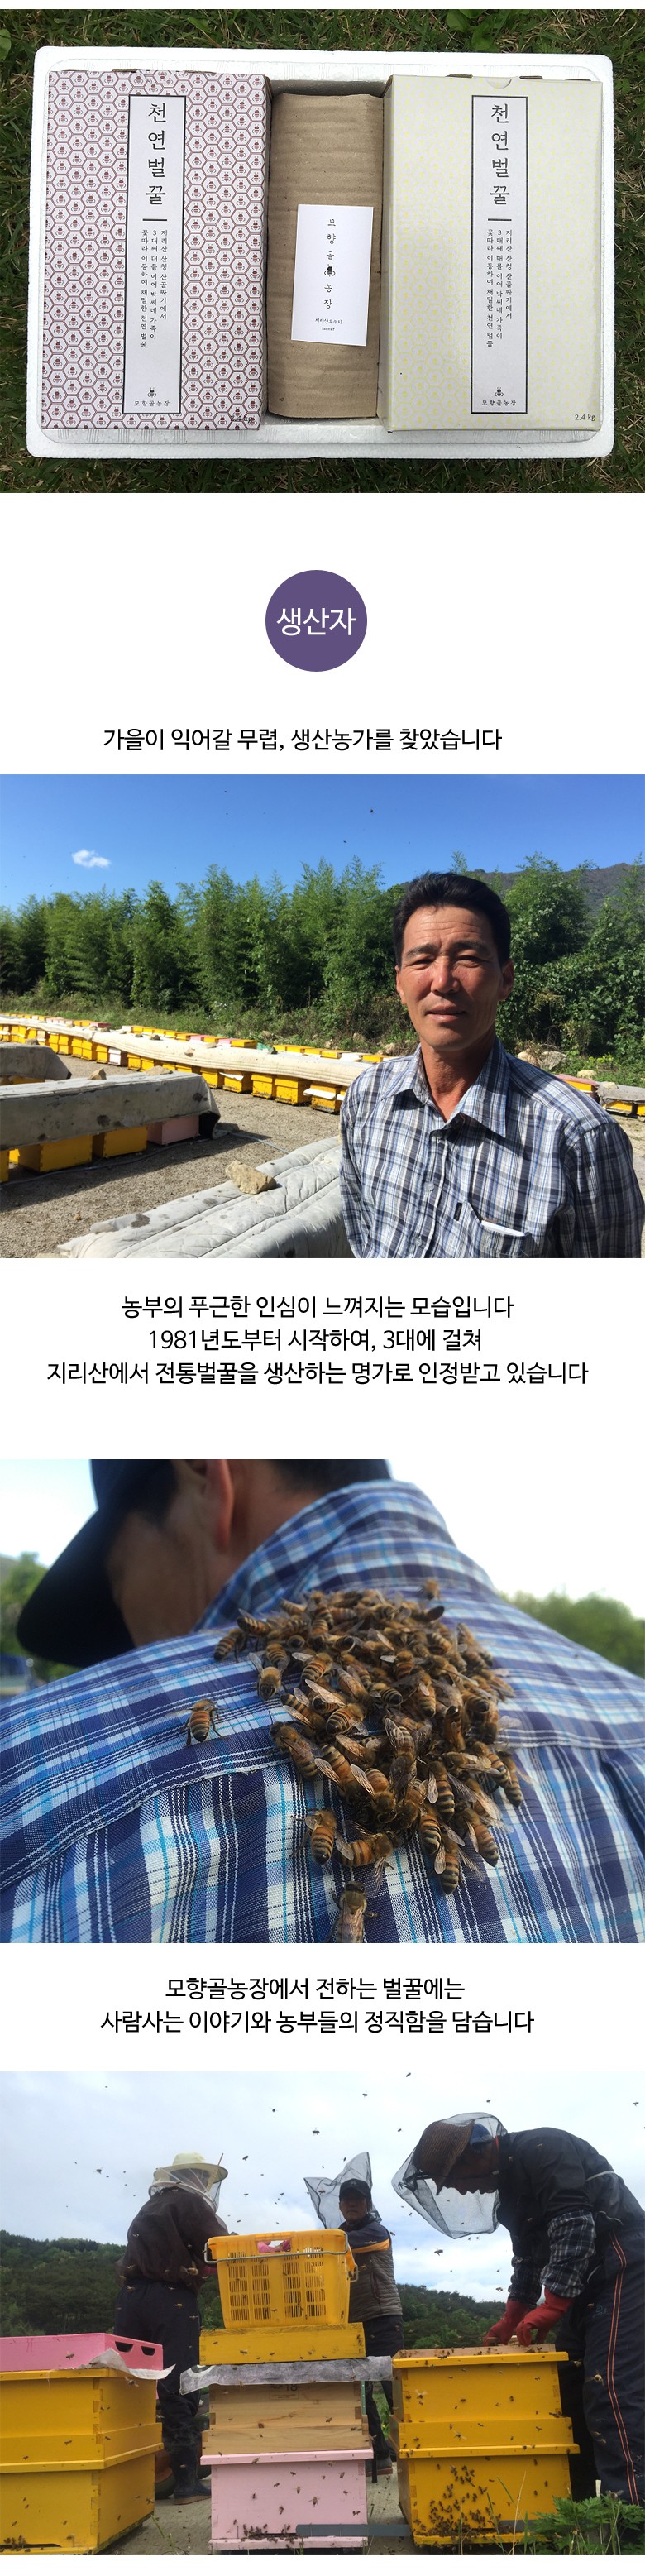 천연벌꿀
지리산 산청 산골짜기에서
3대째 대를 이어 박씨네 가족이
꽃따라 이동하며 채밀한 천연 벌꿀
모향골농장
2.4 kg
모향골농장
천연벌꿀
지리산 산청 산골짜기에서
3대째 대를 이어 박씨네 가족이
꽃따라 이동하며 채밀한 천연 벌꿀
모향골농장
2.4 kg
생산자
가을이 익어갈 무렵, 생산농가를 찾았습니다
농부의 푸근한 인심이 느껴지는 모습입니다
1981년도부터 시작하여, 3대에 걸쳐
지리산에서 전통벌꿀을 생산하는 명가로 인정받고 있습니다
모향골농장에서 전하는 벌꿀에는
사람사는 이야기와 농부들의 정직함을 담습니다